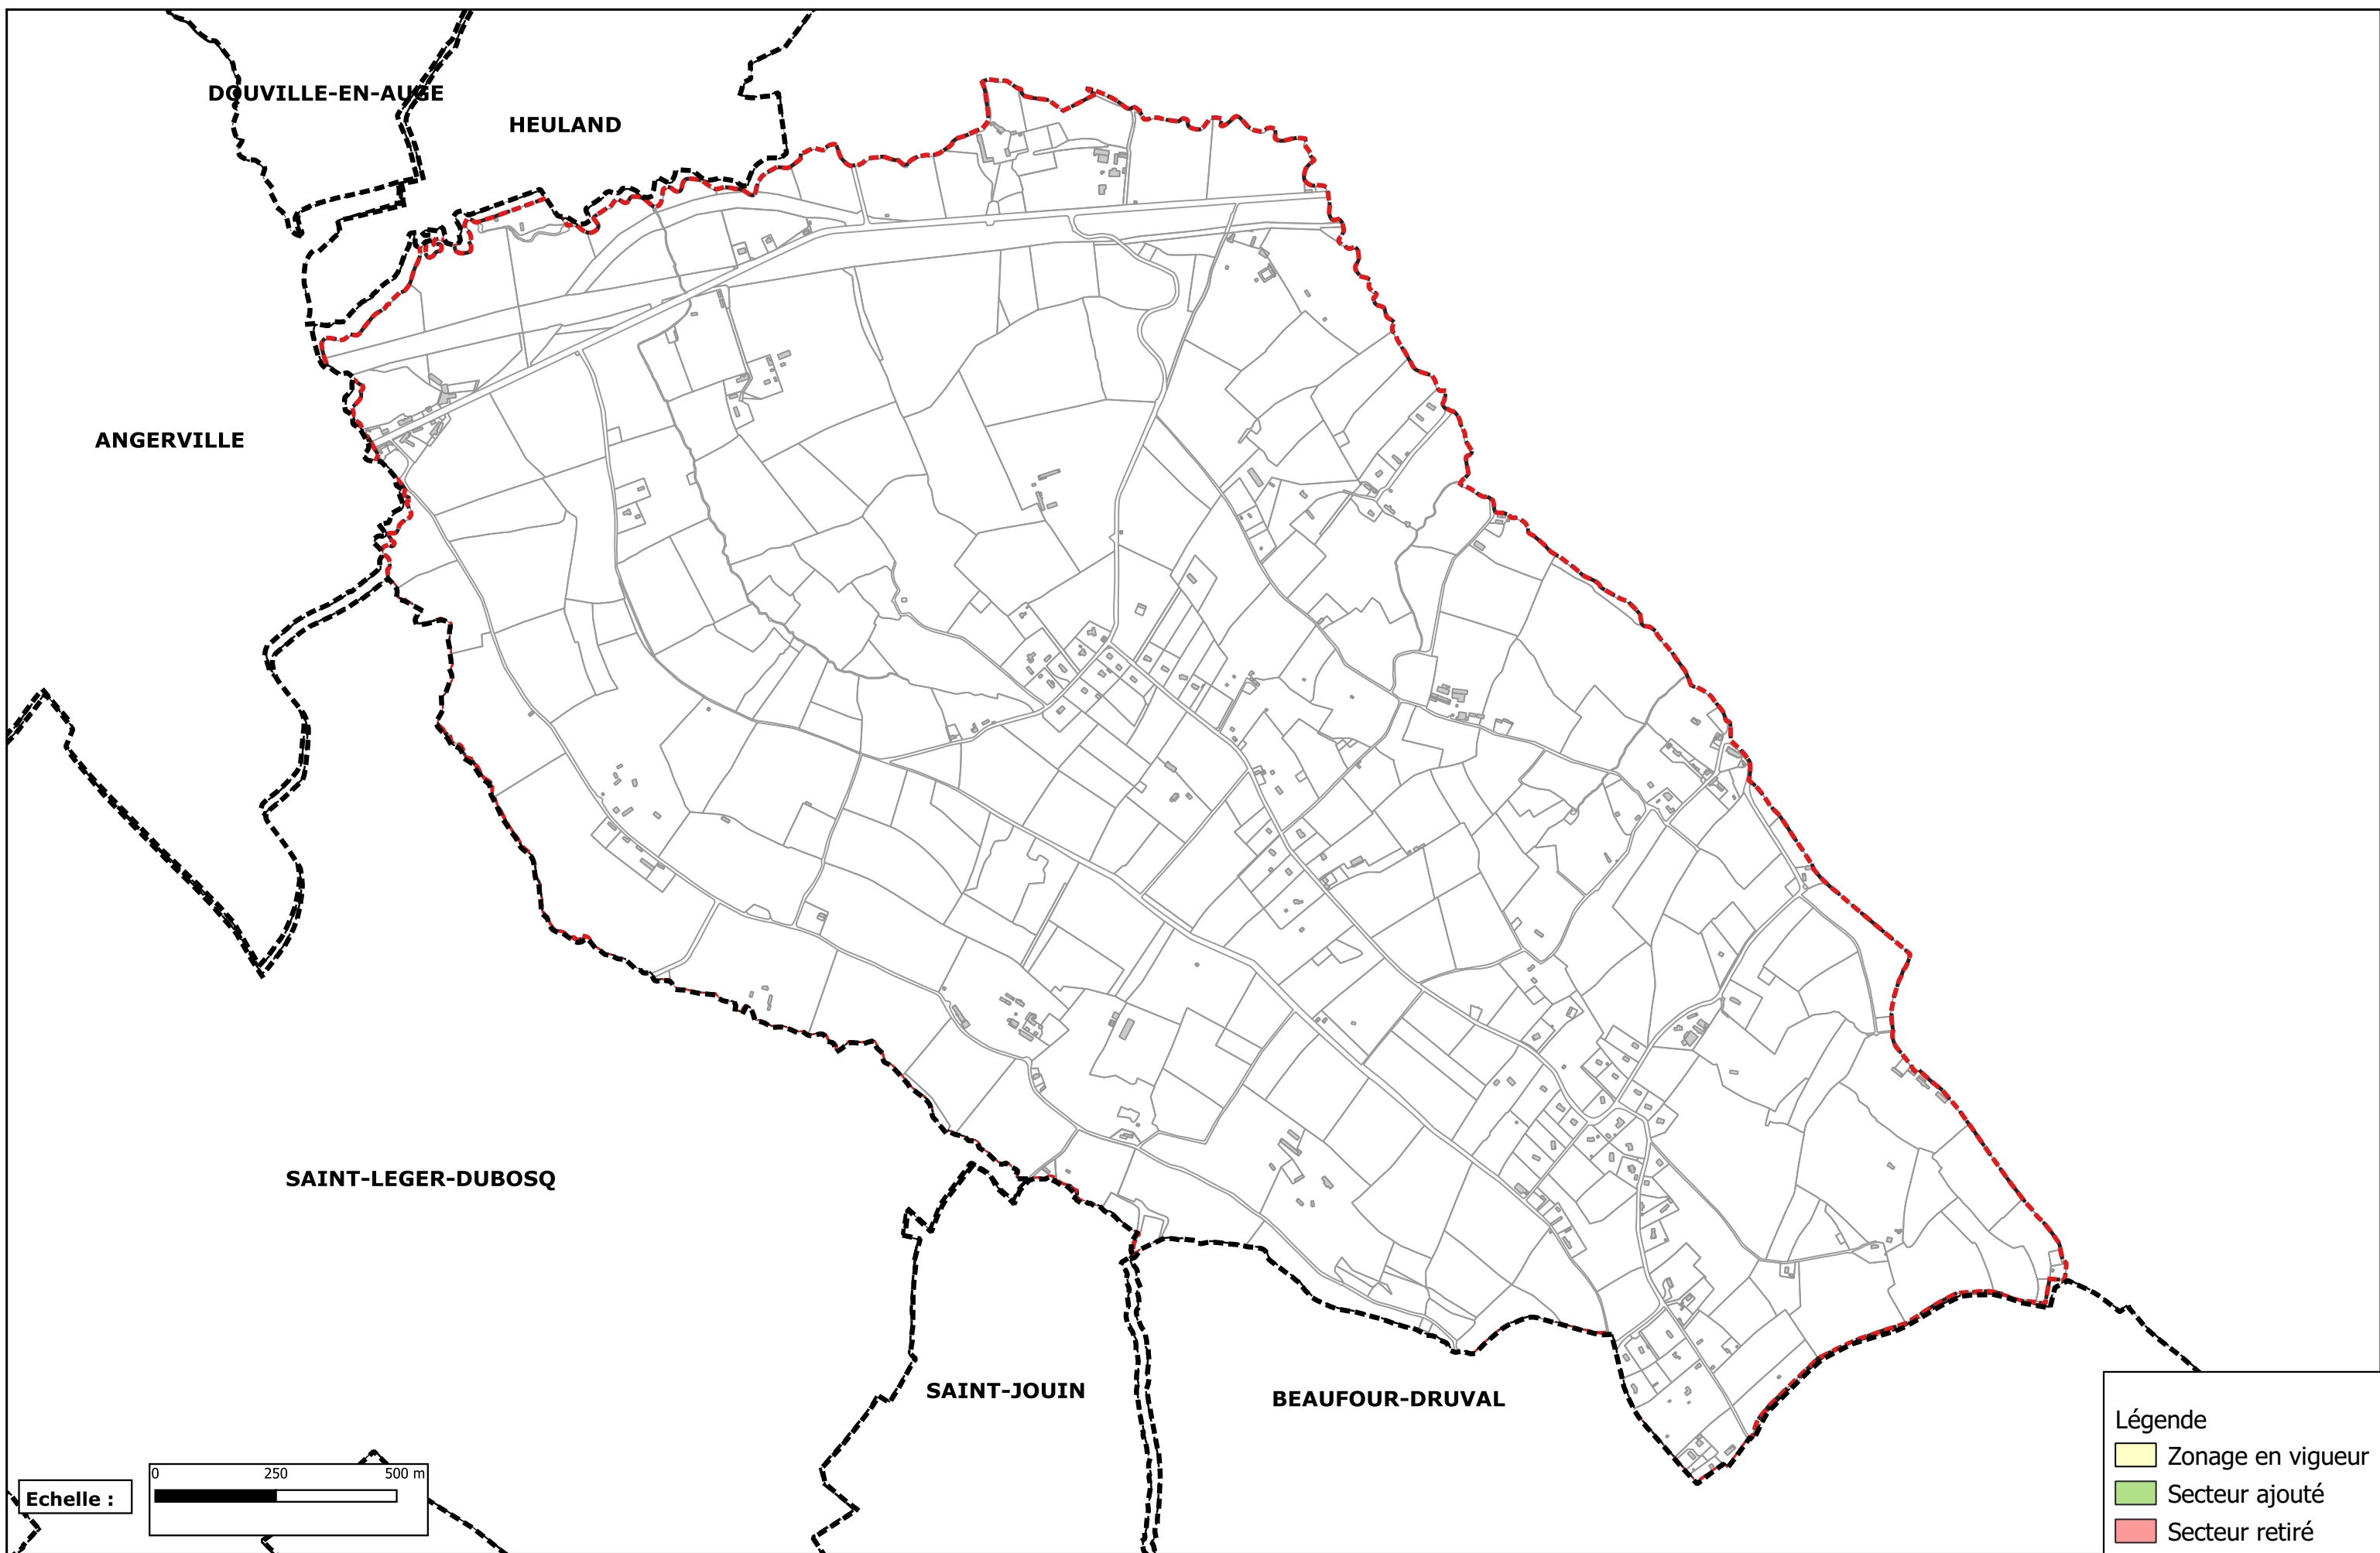 DOUVILLE-EN-AUGE
HEULAND
ANGERVILLE
SAINT-LEGER-DUBOSQ
SAINT-JOUIN
BEAUFOUR-DRUVAL
Echelle :
0 250 500 m
Légende
Zonage en vigueur
Secteur ajouté
Secteur retiré